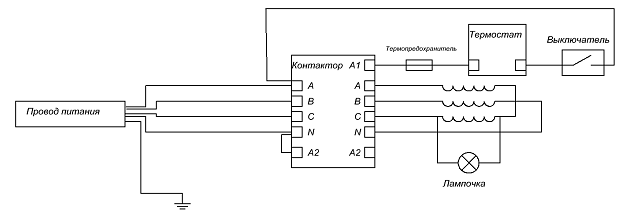 Термостат
Выключатель
Термопредохранитель
Контактор A1
A A
B B
C C
N N
A2 A2
Провод питания
Лампочка